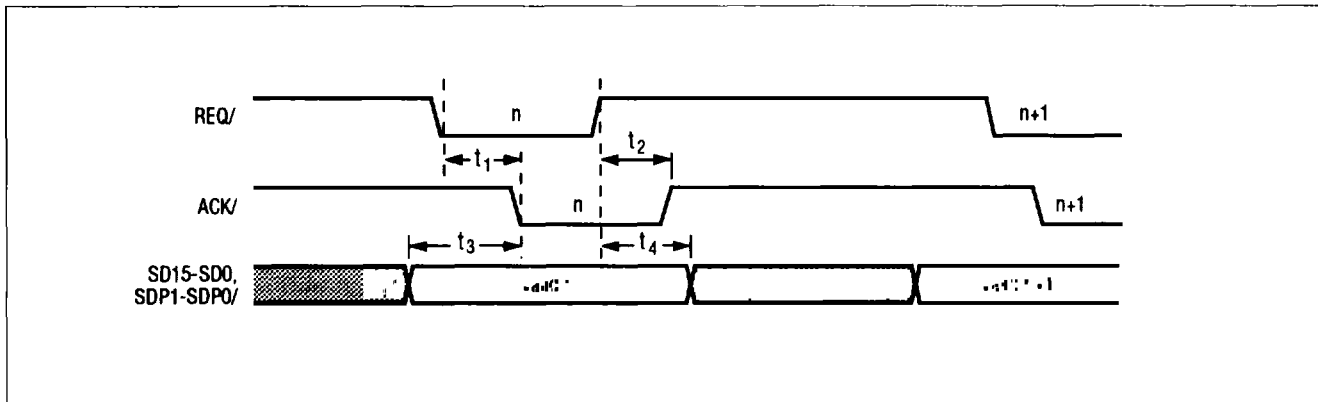 REQ/
n
n+1
t1
t2
ACK/
n
n+1
t3
t4
SD15-SD0,
SDP1-SDP0/